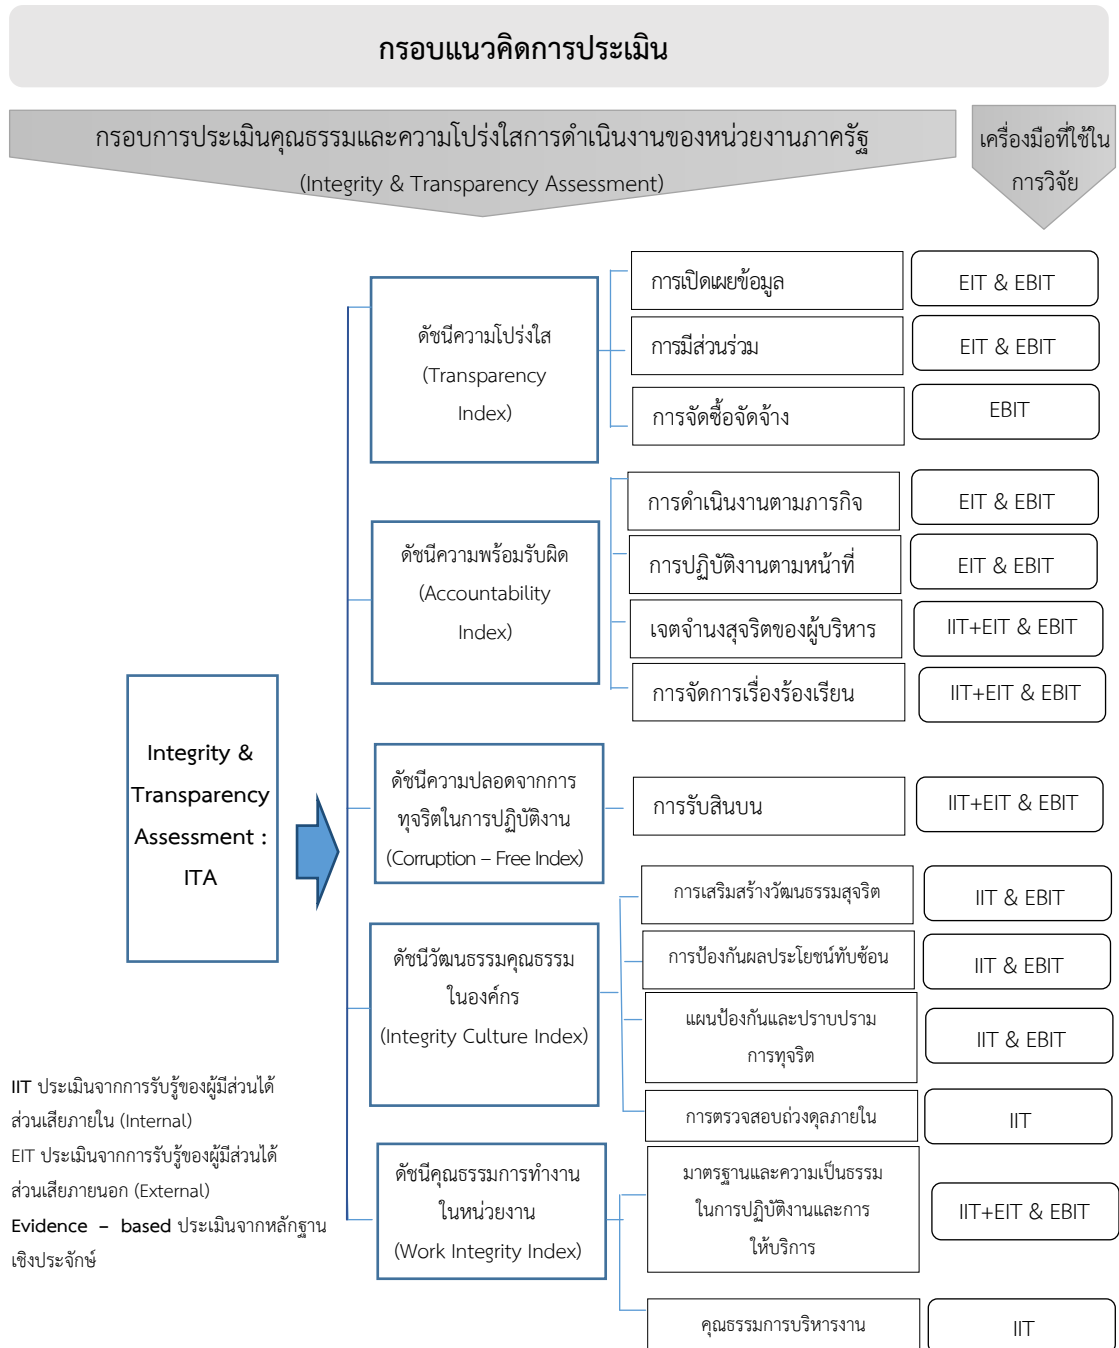 กรอบแนวคิดการประเมิน
กรอบการประเมินคุณธรรมและความโปร่งใสการดำเนินงานของหน่วยงานภาครัฐ
(Integrity & Transparency Assessment)
เครื่องมือที่ใช้ใน
การวิจัย
Integrity &
Transparency
Assessment :
ITA
ดัชนีความโปร่งใส
(Transparency
Index)
การเปิดเผยข้อมูล
EIT & EBIT
การมีส่วนร่วม
EIT & EBIT
การจัดซื้อจัดจ้าง
EBIT
ดัชนีความพร้อมรับผิด
(Accountability
Index)
การดำเนินงานตามภารกิจ
EIT & EBIT
การปฏิบัติงานตามหน้าที่
EIT & EBIT
เจตจำนงสุจริตของผู้บริหาร
IIT+EIT & EBIT
การจัดการเรื่องร้องเรียน
IIT+EIT & EBIT
ดัชนีความปลอดจากการ
ทุจริตในการปฏิบัติงาน
(Corruption – Free Index)
การรับสินบน
IIT+EIT & EBIT
ดัชนีวัฒนธรรมคุณธรรม
ในองค์กร
(Integrity Culture Index)
การเสริมสร้างวัฒนธรรมสุจริต
IIT & EBIT
การป้องกันผลประโยชน์ทับซ้อน
IIT & EBIT
แผนป้องกันและปราบปราม
การทุจริต
IIT & EBIT
การตรวจสอบถ่วงดุลภายใน
IIT
ดัชนีคุณธรรมการทำงาน
ในหน่วยงาน
(Work Integrity Index)
มาตรฐานและความเป็นธรรม
ในการปฏิบัติงานและการ
ให้บริการ
IIT+EIT & EBIT
คุณธรรมการบริหารงาน
IIT
IIT ประเมินจากการรับรู้ของผู้มีส่วนได้
ส่วนเสียภายใน (Internal)
EIT ประเมินจากการรับรู้ของผู้มีส่วนได้
ส่วนเสียภายนอก (External)
Evidence – based ประเมินจากหลักฐาน
เชิงประจักษ์